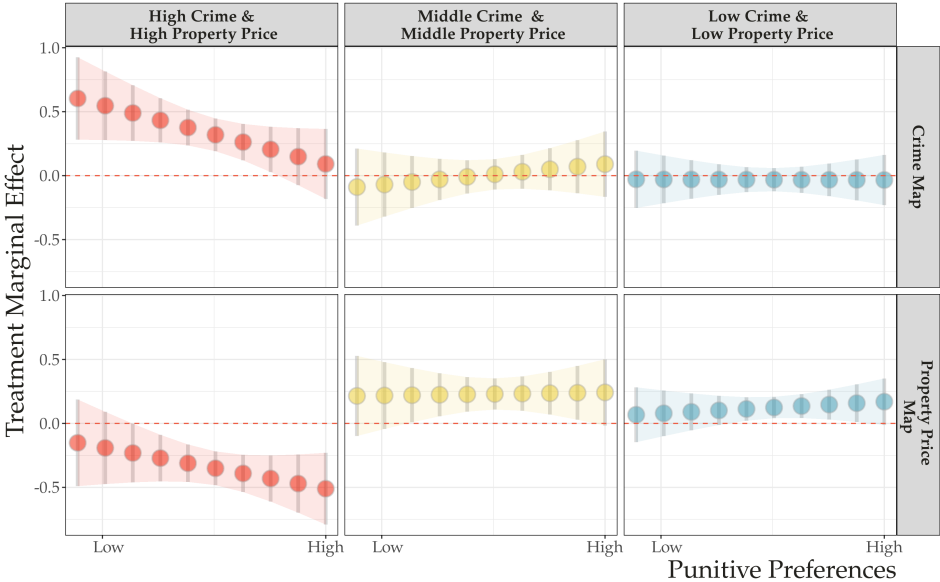 High Crime &
High Property Price
Middle Crime &
Middle Property Price
Low Crime &
Low Property Price
Treatment Marginal Effect
1.0
0.5
0.0
-0.5
Crime Map
1.0
0.5
0.0
-0.5
Property Price
Map
Low
High
Low
High
Low
High
Punitive Preferences